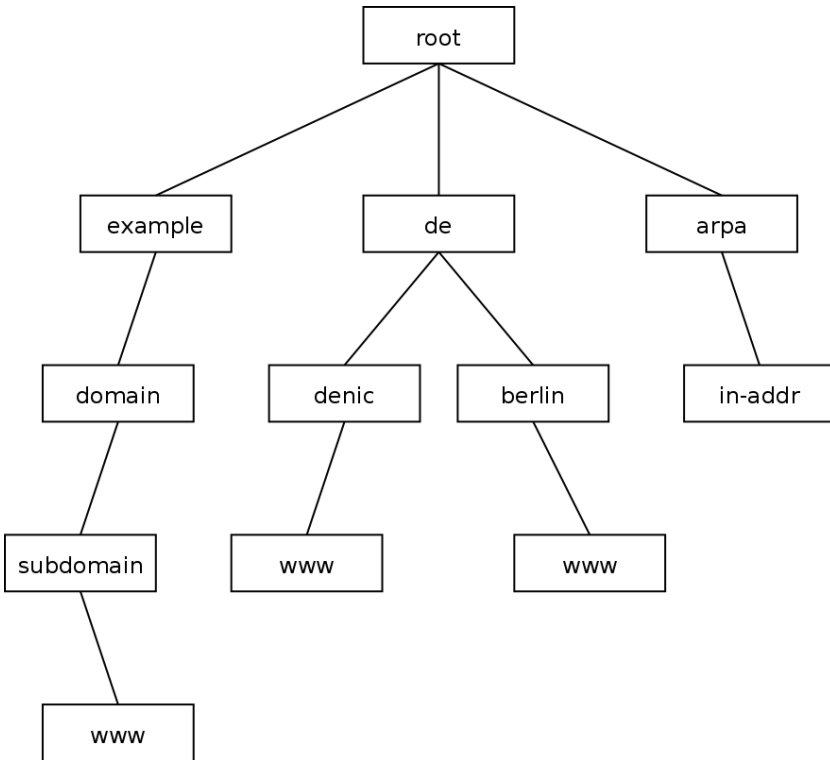 root
example
de
arpa
domain
denic
berlin
in-addr
subdomain
www
www
www